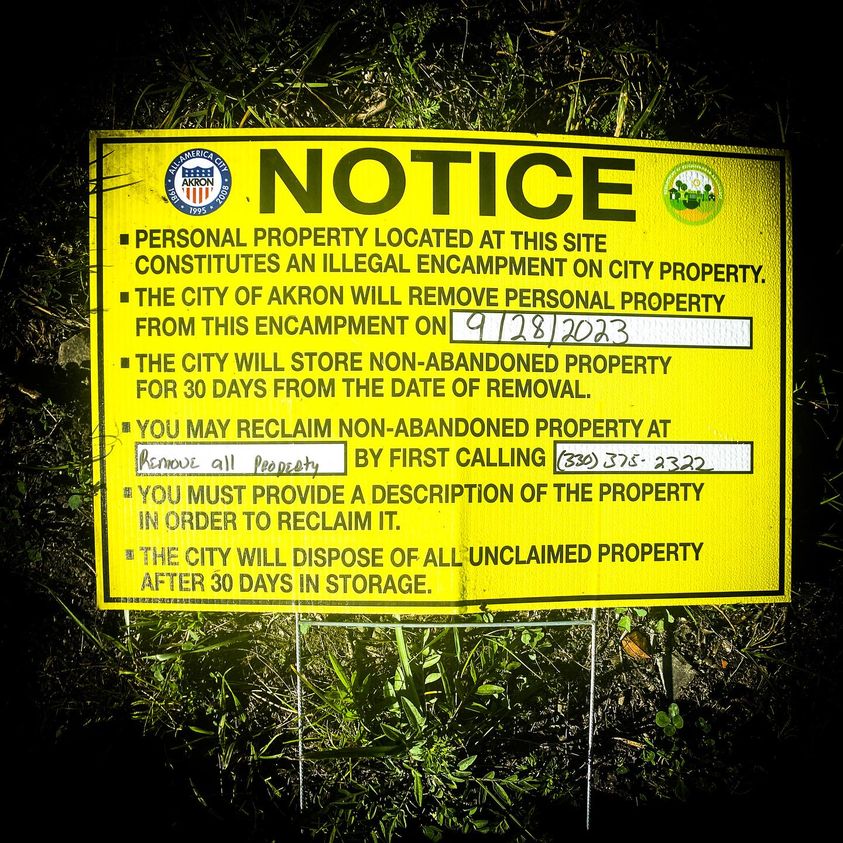 ALL-AMERICA CITY
AKRON
1981 · 1995 · 2008
NOTICE
▪ PERSONAL PROPERTY LOCATED AT THIS SITE
CONSTITUTES AN ILLEGAL ENCAMPMENT ON CITY PROPERTY.
▪ THE CITY OF AKRON WILL REMOVE PERSONAL PROPERTY
FROM THIS ENCAMPMENT ON 9/28/2023
▪ THE CITY WILL STORE NON-ABANDONED PROPERTY
FOR 30 DAYS FROM THE DATE OF REMOVAL.
▪ YOU MAY RECLAIM NON-ABANDONED PROPERTY AT
Remove all Property BY FIRST CALLING (330) 375-2322
▪ YOU MUST PROVIDE A DESCRIPTION OF THE PROPERTY
IN ORDER TO RECLAIM IT.
▪ THE CITY WILL DISPOSE OF ALL UNCLAIMED PROPERTY
AFTER 30 DAYS IN STORAGE.